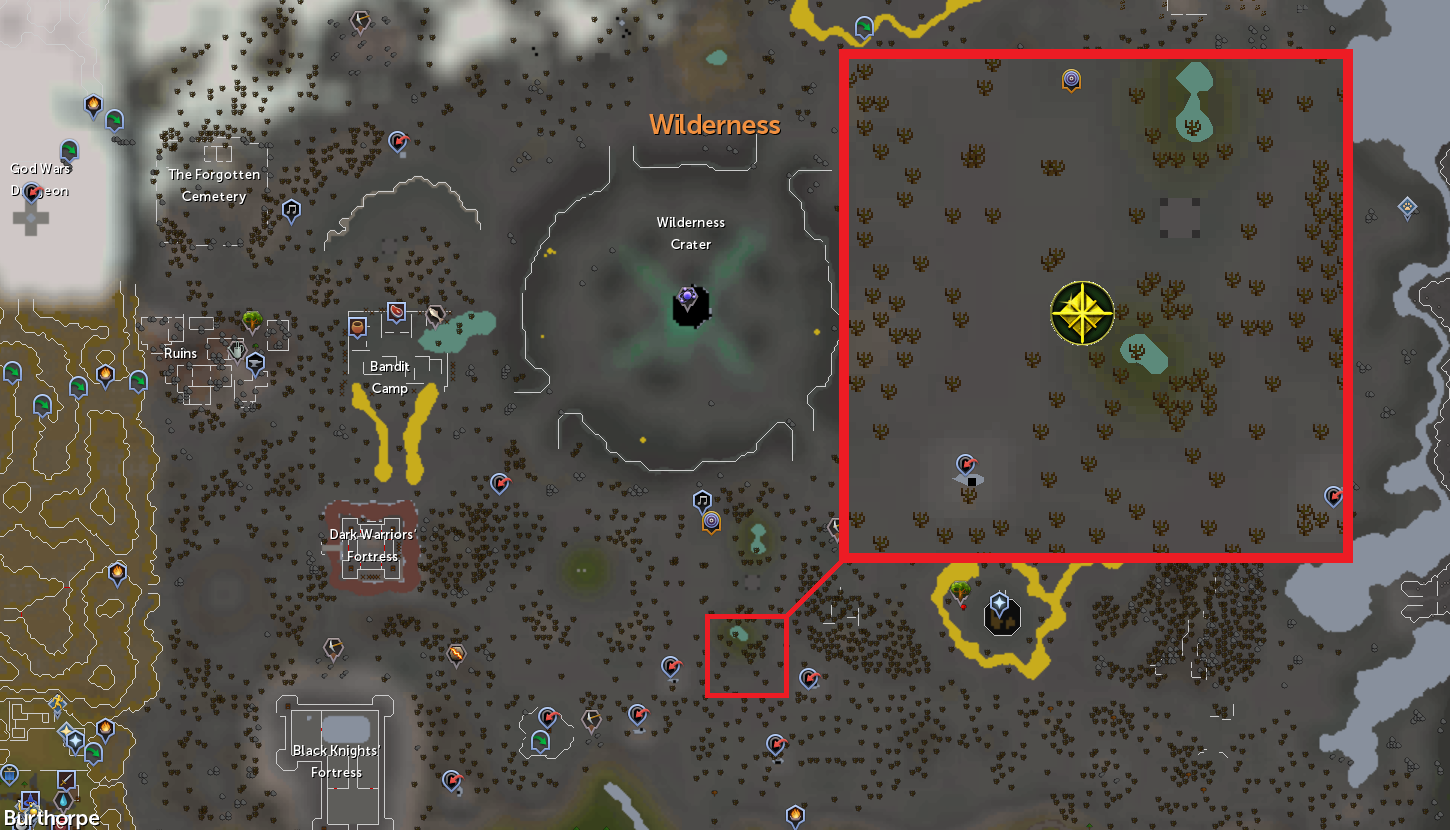 Wilderness
God Wars
Dungeon
The Forgotten
Cemetery
Wilderness
Crater
Ruins
Bandit
Camp
Dark Warriors'
Fortress
Black Knights'
Fortress
Burthorpe